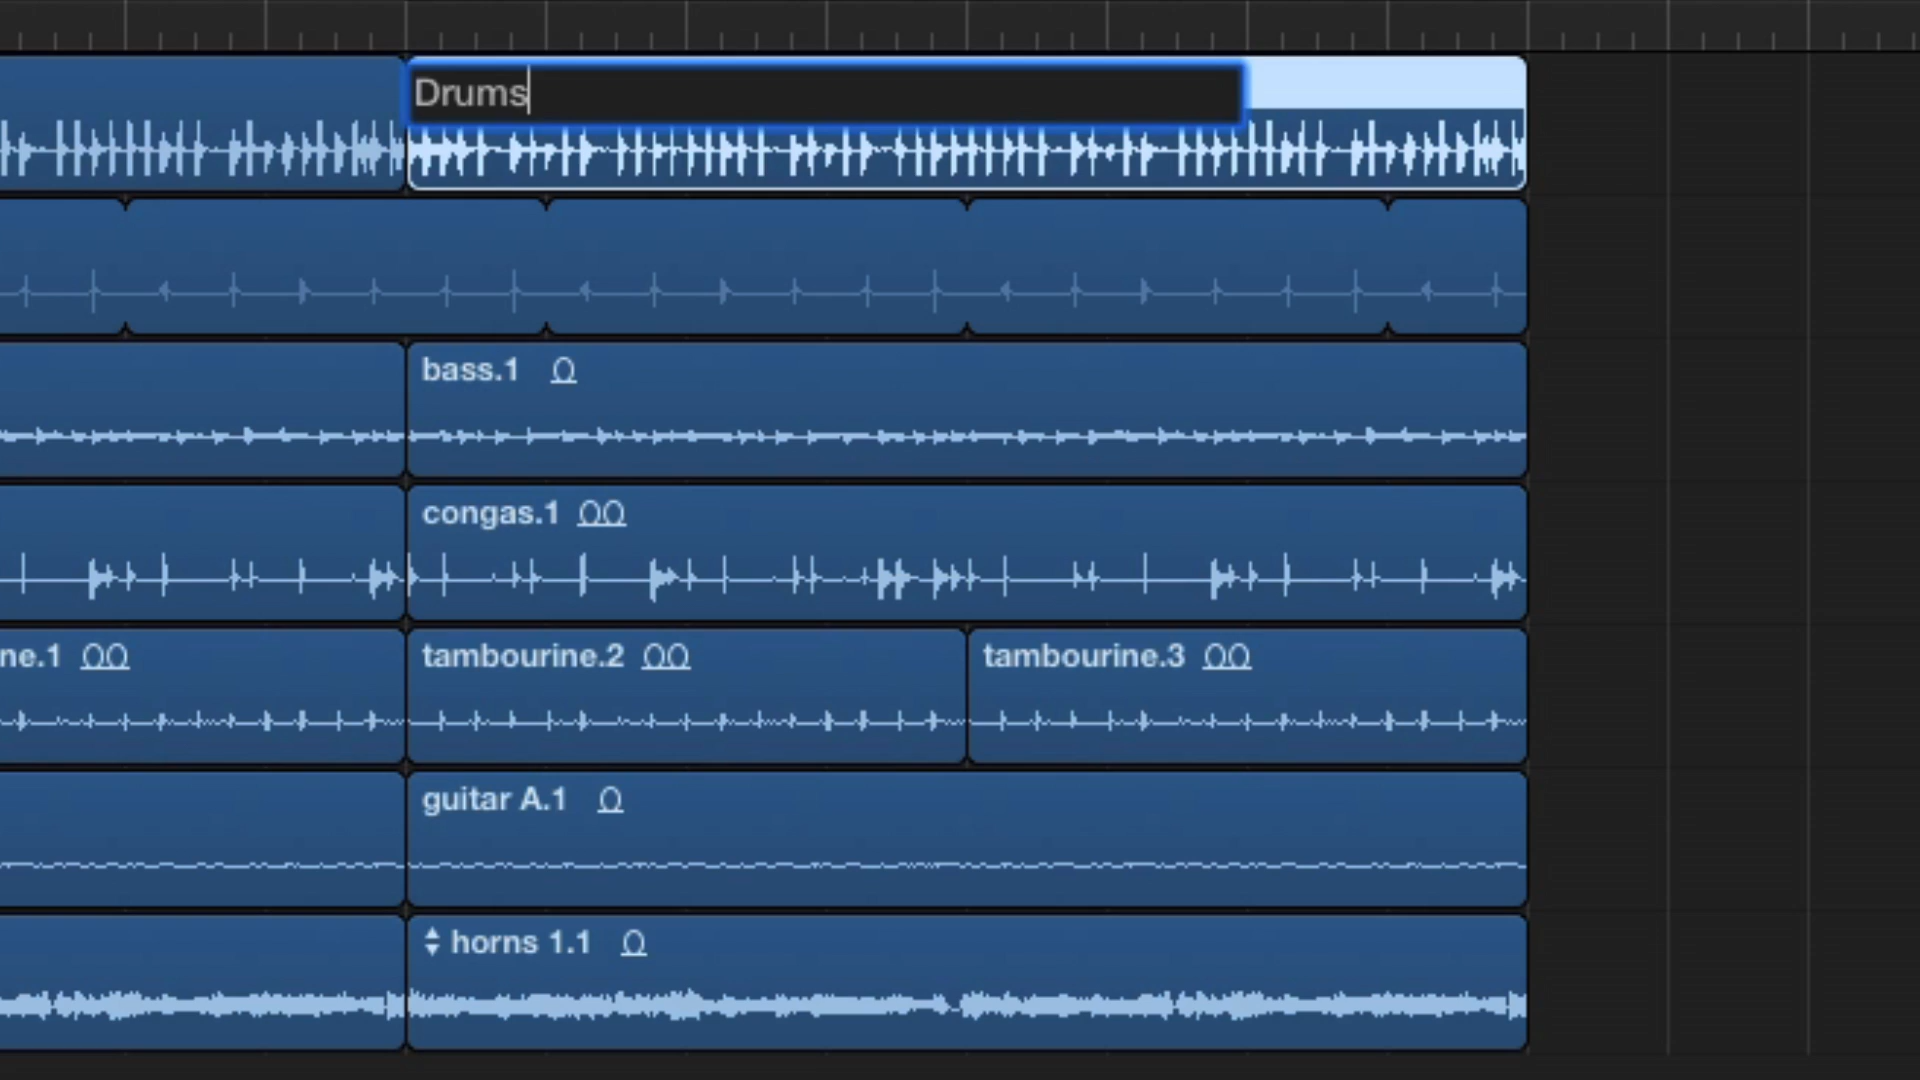 Drums
bass.1
congas.1
ne.1
tambourine.2
tambourine.3
guitar A.1
horns 1.1